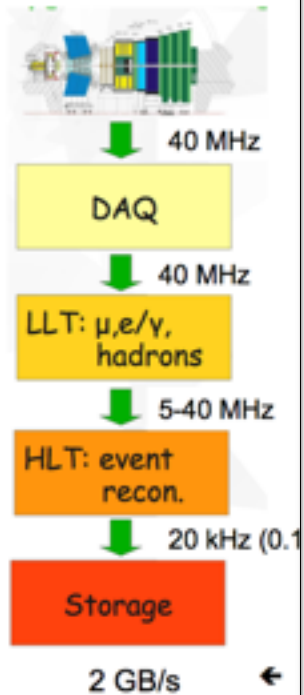 40 MHz
DAQ
40 MHz
LLT: μ,e/γ,
hadrons
5-40 MHz
HLT: event
recon.
20 kHz (0.1
Storage
2 GB/s